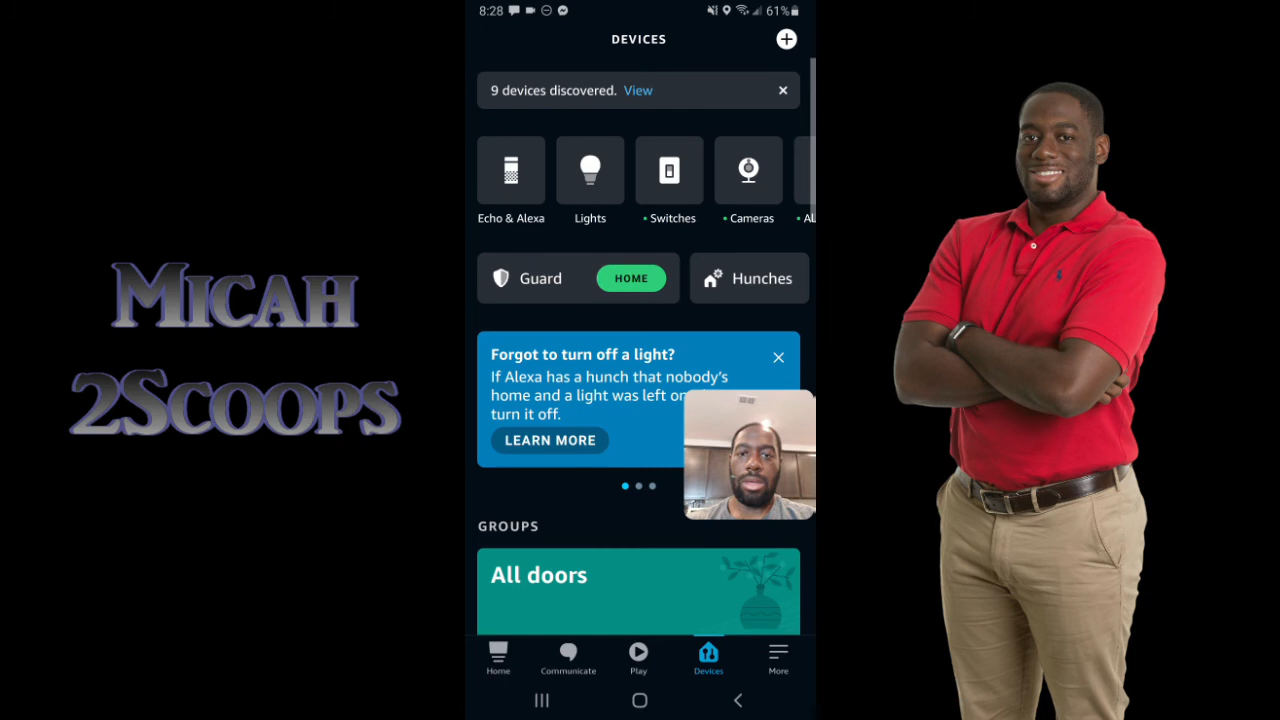 8:28
61%
DEVICES
9 devices discovered. View
Echo & Alexa
Lights
Switches
Cameras
Guard
HOME
Hunches
Forgot to turn off a light?
If Alexa has a hunch that nobody's
home and a light was left on
turn it off.
LEARN MORE
GROUPS
All doors
Home
Communicate
Play
Devices
More
Micah
2Scoops